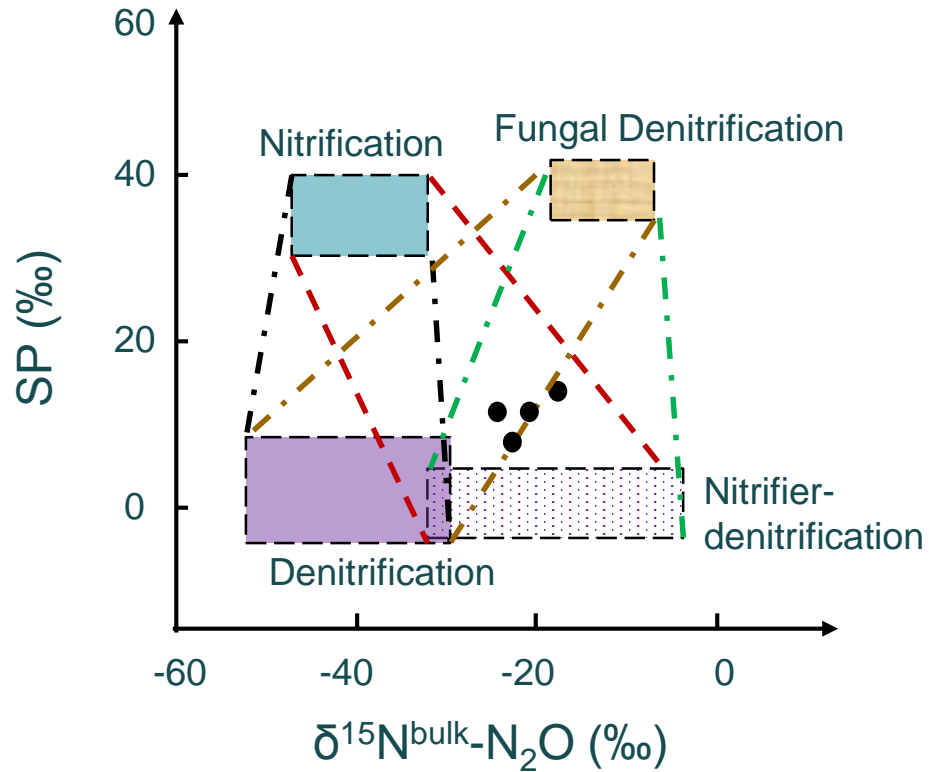 60
Fungal Denitrification
Nitrification
40
SP (‰)
20
0
Nitrifier-
denitrification
Denitrification
-60
-40
-20
0
δ¹⁵Nᵇᵘˡᵏ-N₂O (‰)